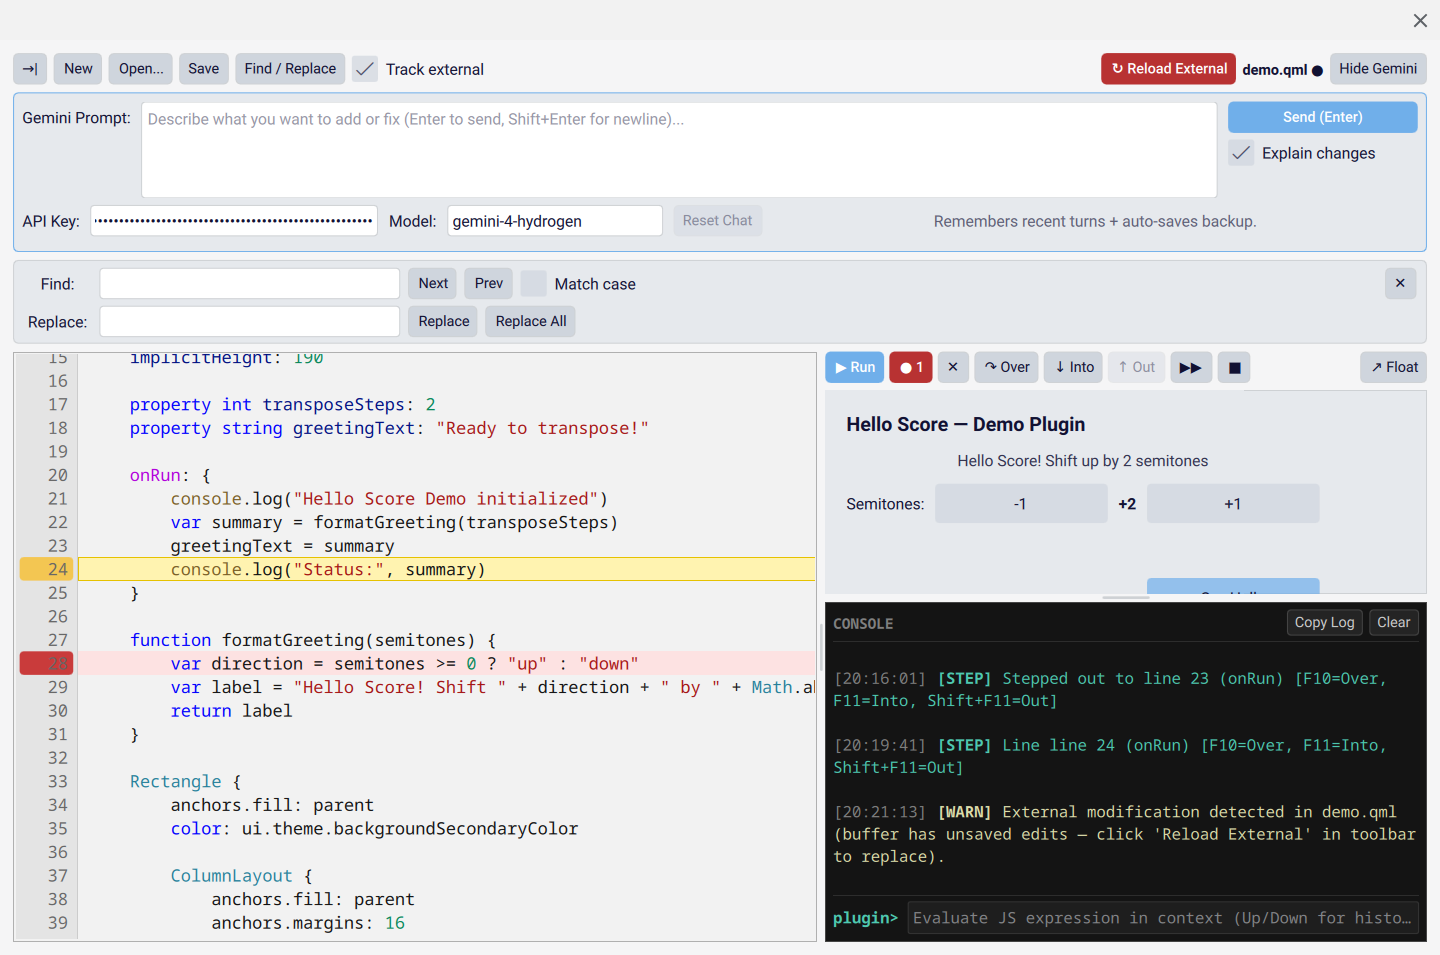 →| New Open... Save Find / Replace Track external ↻ Reload External demo.qml ● Hide Gemini
Gemini Prompt: Describe what you want to add or fix (Enter to send, Shift+Enter for newline)... Send (Enter)
Explain changes
API Key: •••••••••••••••••••••••••••••••••••••••••••••••••••• Model: gemini-4-hydrogen Reset Chat Remembers recent turns + auto-saves backup.
Find: Next Prev Match case ✕
Replace: Replace Replace All
15 implicitHeight: 190
16
17 property int transposeSteps: 2
18 property string greetingText: "Ready to transpose!"
19
20 onRun: {
21 console.log("Hello Score Demo initialized")
22 var summary = formatGreeting(transposeSteps)
23 greetingText = summary
24 console.log("Status:", summary)
25 }
26
27 function formatGreeting(semitones) {
28 var direction = semitones >= 0 ? "up" : "down"
29 var label = "Hello Score! Shift " + direction + " by " + Math.a
30 return label
31 }
32
33 Rectangle {
34 anchors.fill: parent
35 color: ui.theme.backgroundSecondaryColor
36
37 ColumnLayout {
38 anchors.fill: parent
39 anchors.margins: 16
▶ Run ● 1 ✕ ↷ Over ↓ Into ↑ Out ▶▶ ■ ↗ Float
Hello Score — Demo Plugin
Hello Score! Shift up by 2 semitones
Semitones: -1 +2 +1
CONSOLE Copy Log Clear
[20:16:01] [STEP] Stepped out to line 23 (onRun) [F10=Over,
F11=Into, Shift+F11=Out]
[20:19:41] [STEP] Line line 24 (onRun) [F10=Over, F11=Into,
Shift+F11=Out]
[20:21:13] [WARN] External modification detected in demo.qml
(buffer has unsaved edits — click 'Reload External' in toolbar
to replace).
plugin> Evaluate JS expression in context (Up/Down for histo…